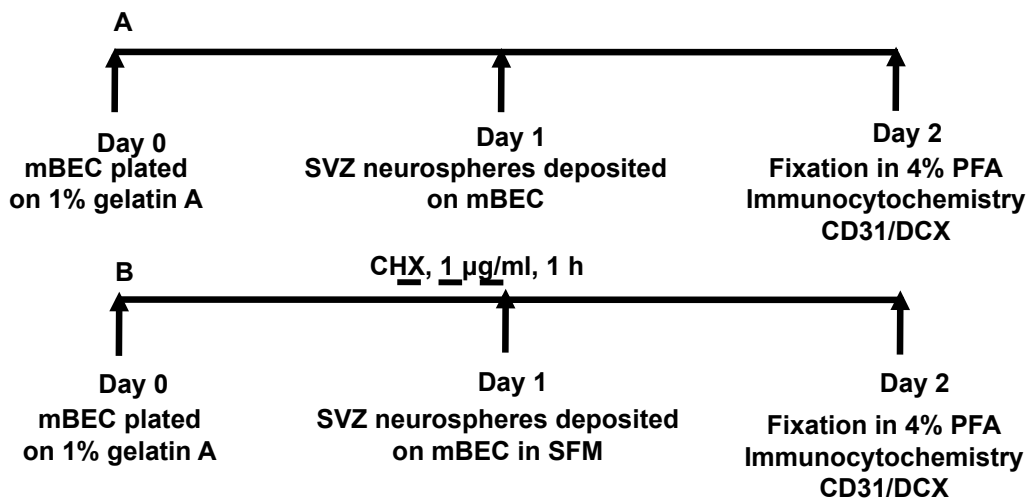 A
Day 0
mBEC plated
on 1% gelatin A
Day 1
SVZ neurospheres deposited
on mBEC
Day 2
Fixation in 4% PFA
Immunocytochemistry
CD31/DCX
B
CHX, 1 µg/ml, 1 h
Day 0
mBEC plated
on 1% gelatin A
Day 1
SVZ neurospheres deposited
on mBEC in SFM
Day 2
Fixation in 4% PFA
Immunocytochemistry
CD31/DCX